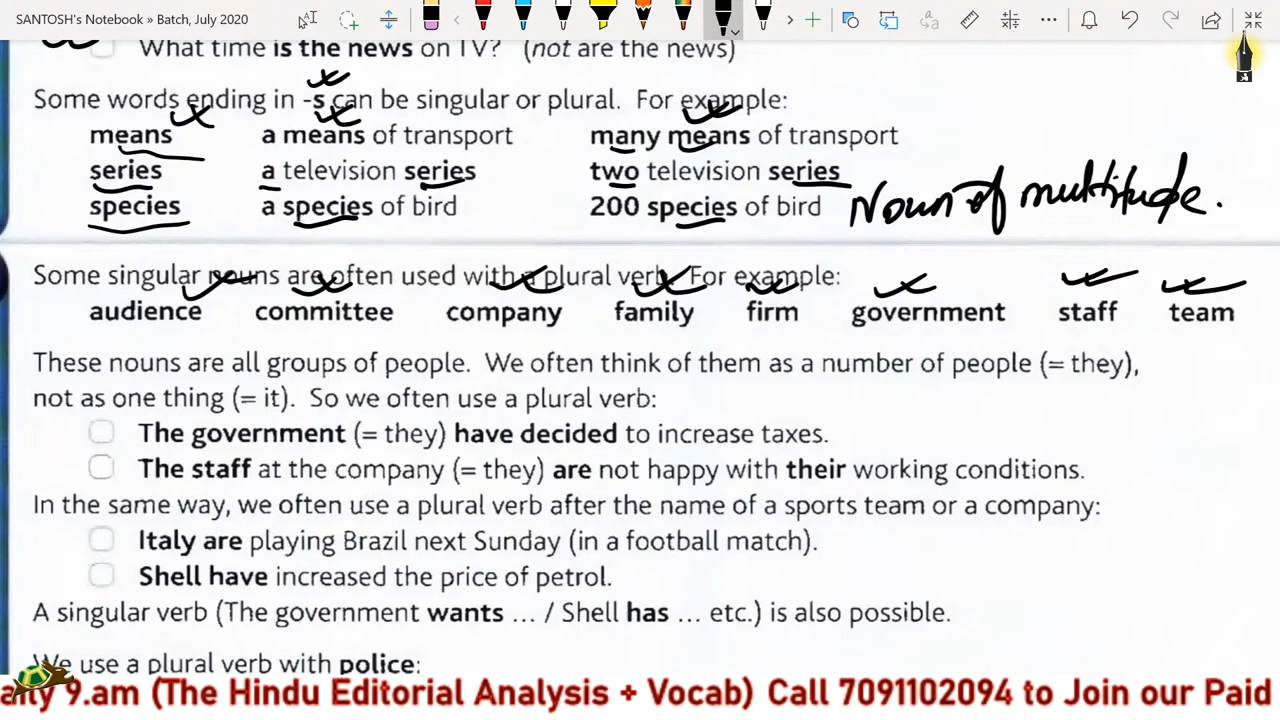 SANTOSH's Notebook » Batch, July 2020
What time is the news on TV? (not are the news)
Some words ending in -s can be singular or plural. For example:
means a means of transport many means of transport
series a television series two television series
species a species of bird 200 species of bird Noun of multitude.
Some singular nouns are often used with a plural verb. For example:
audience committee company family firm government staff team
These nouns are all groups of people. We often think of them as a number of people (= they),
not as one thing (= it). So we often use a plural verb:
The government (= they) have decided to increase taxes.
The staff at the company (= they) are not happy with their working conditions.
In the same way, we often use a plural verb after the name of a sports team or a company:
Italy are playing Brazil next Sunday (in a football match).
Shell have increased the price of petrol.
A singular verb (The government wants ... / Shell has ... etc.) is also possible.
We use a plural verb with police:
aily 9.am (The Hindu Editorial Analysis + Vocab) Call 7091102094 to Join our Paid